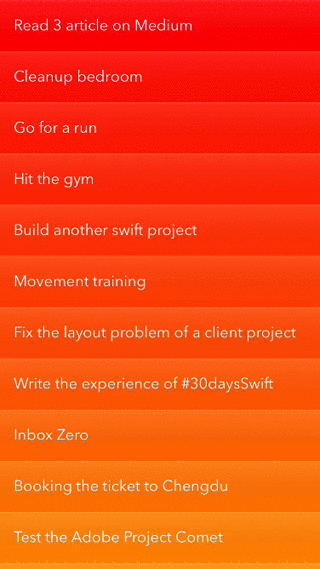 Read 3 article on Medium
Cleanup bedroom
Go for a run
Hit the gym
Build another swift project
Movement training
Fix the layout problem of a client project
Write the experience of #30daysSwift
Inbox Zero
Booking the ticket to Chengdu
Test the Adobe Project Comet